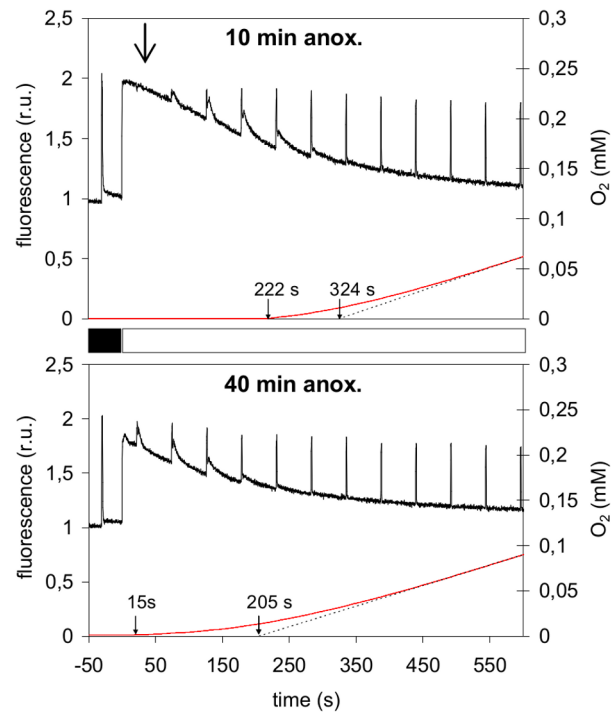 10 min anox.
fluorescence (r.u.)
2,5
2
1,5
1
0,5
0
0,3
0,25
0,2
0,15
0,1
0,05
0
O2 (mM)
222 s
324 s
40 min anox.
fluorescence (r.u.)
2,5
2
1,5
1
0,5
0
0,3
0,25
0,2
0,15
0,1
0,05
0
O2 (mM)
15s
205 s
-50 50 150 250 350 450 550
time (s)